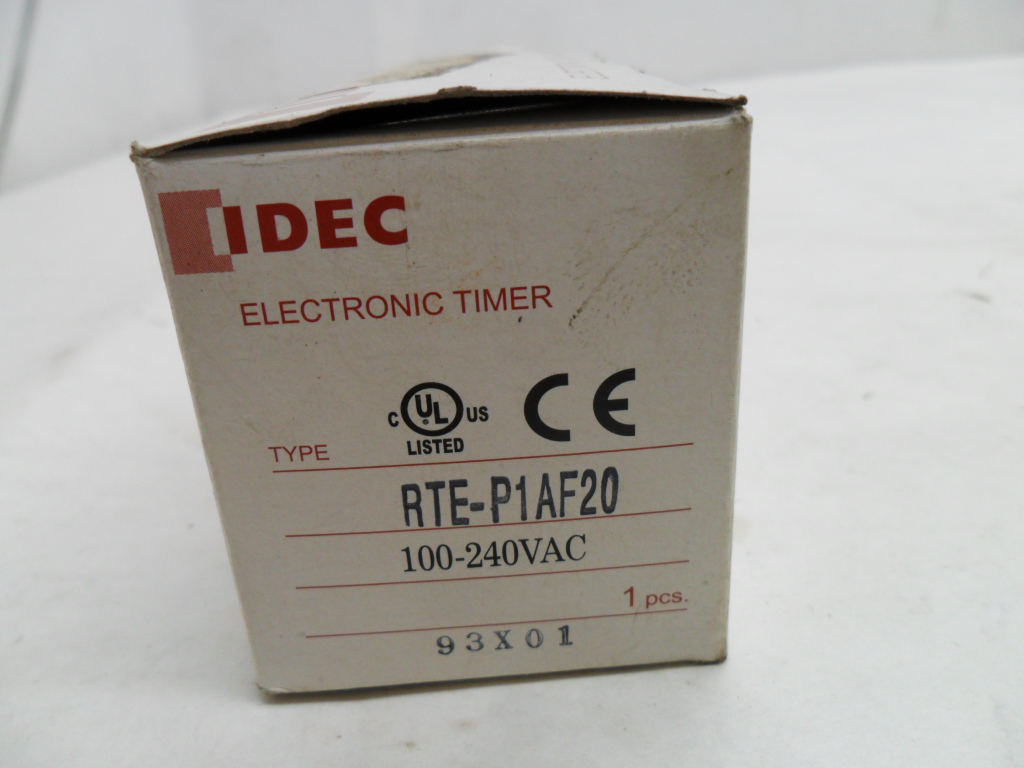 IDEC
ELECTRONIC TIMER
C UL US
LISTED
CE
TYPE
RTE-P1AF20
100-240VAC
1 pcs.
93X01